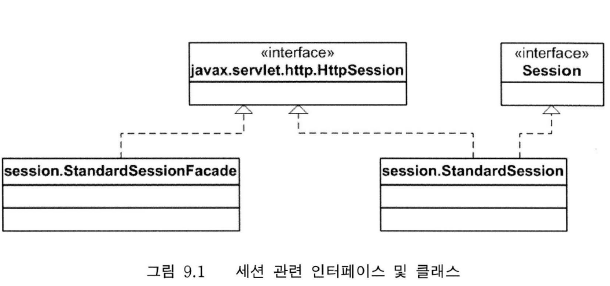 «interface»
javax.servlet.http.HttpSession
«interface»
Session
session.StandardSessionFacade
session.StandardSession
그림 9.1 세션 관련 인터페이스 및 클래스